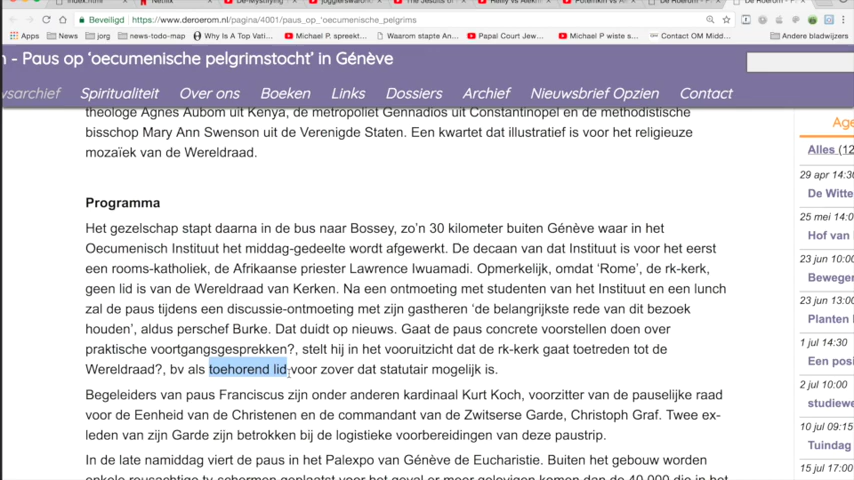 Beveiligd
https://www.deroerom.nl/pagina/4001/paus_op_'oecumenische_pelgrims
Apps News Boom news-todo-map Why Is A Top Vati... Michael P. spreekt... Waarom stapte An... Papal Court Jew... Michael P wiste s... Contact OM Midd... Andere bladwijzers
n - Paus op 'oecumenische pelgrimstocht' in Genève
wsarchief Spiritualiteit Over ons Boeken Links Dossiers Archief Nieuwsbrief Opzien Contact
theologe Agnes Aubom uit Kenya, de metropoliet Gennadios uit Constantinopel en de methodistische
bisschop Mary Ann Swenson uit de Verenigde Staten. Een kwartet dat illustratief is voor het religieuze
mozaïek van de Wereldraad.
Programma
Het gezelschap stapt daarna in de bus naar Bossey, zo'n 30 kilometer buiten Génève waar in het
Oecumenisch Instituut het middag-gedeelte wordt afgewerkt. De decaan van dat Instituut is voor het eerst
een rooms-katholiek, de Afrikaanse priester Lawrence Iwuamadi. Opmerkelijk, omdat 'Rome', de rk-kerk,
geen lid is van de Wereldraad van Kerken. Na een ontmoeting met studenten van het Instituut en een lunch
zal de paus tijdens een discussie-ontmoeting met zijn gastheren 'de belangrijkste rede van dit bezoek
houden', aldus perschef Burke. Dat duidt op nieuws. Gaat de paus concrete voorstellen doen over
praktische voortgangsgesprekken?, stelt hij in het vooruitzicht dat de rk-kerk gaat toetreden tot de
Wereldraad?, bv als toehorend lid voor zover dat statutair mogelijk is.
Begeleiders van paus Franciscus zijn onder anderen kardinaal Kurt Koch, voorzitter van de pauselijke raad
voor de Eenheid van de Christenen en de commandant van de Zwitserse Garde, Christoph Graf. Twee ex-
leden van zijn Garde zijn betrokken bij de logistieke voorbereidingen van deze paustrip.
In de late namiddag viert de paus in het Palexpo van Génève de Eucharistie. Buiten het gebouw worden
Alles (12
29 apr 14:30
De Witte
25 mei 14:0
Hof van
23 jun 10:00
Beweger
23 jun 13:00
Planten
1 jul 14:30
Een posi
2 jul 10:00
studiewe
10 jul 09:15
Tuindag
15 jul 17:00